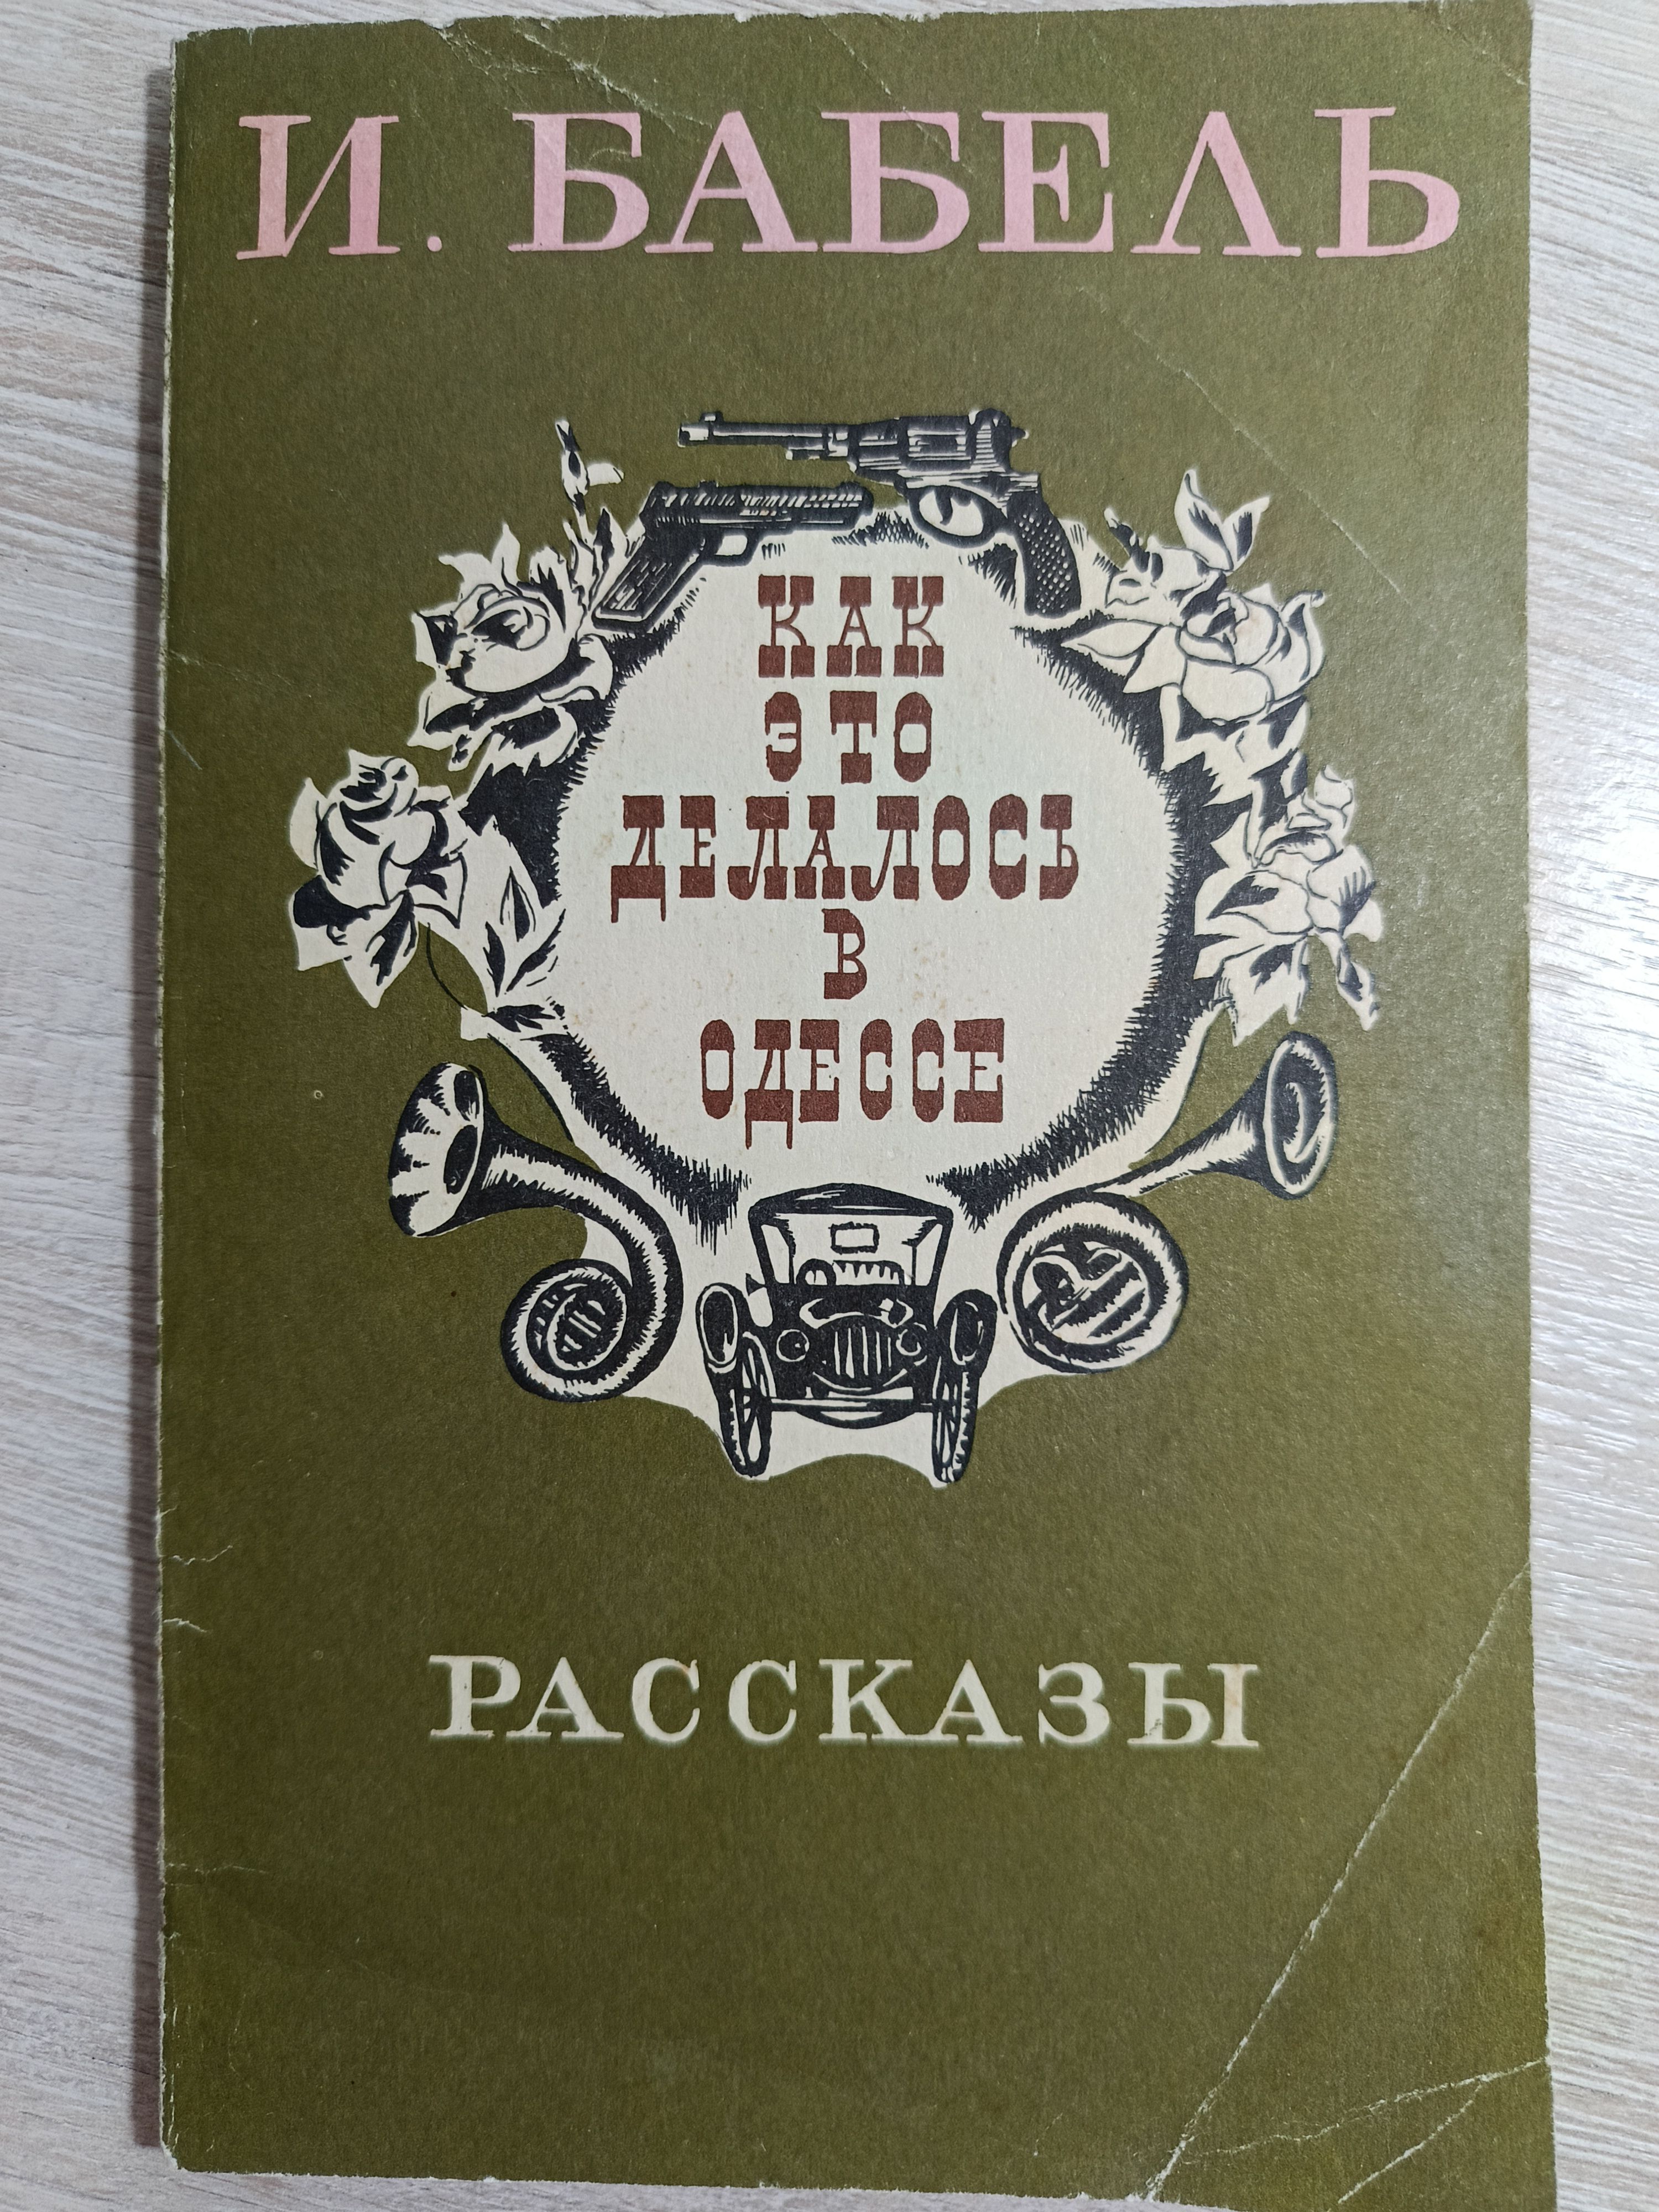 И. БАБЕЛЬ
КАК
ЭТО
ДЕЛАЛОСЬ
В
ОДЕССЕ
РАССКАЗЫ